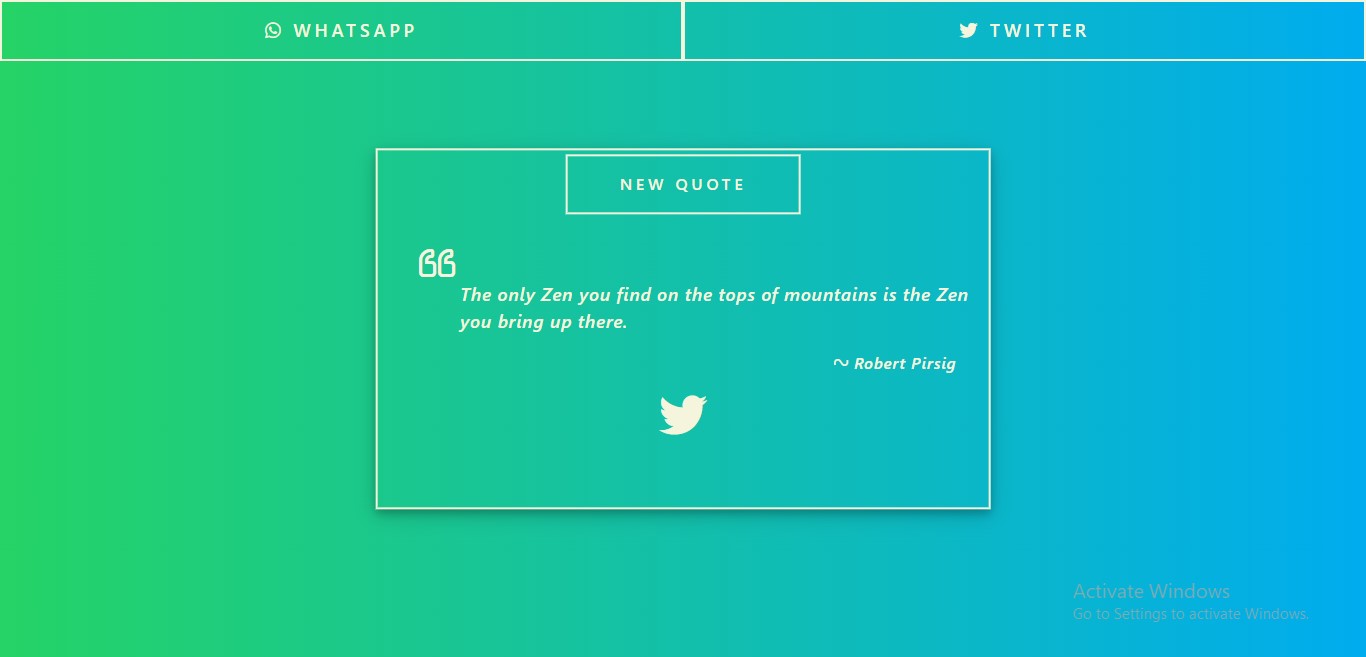 WHATSAPP
TWITTER
NEW QUOTE
The only Zen you find on the tops of mountains is the Zen
you bring up there.
~ Robert Pirsig
Activate Windows
Go to Settings to activate Windows.